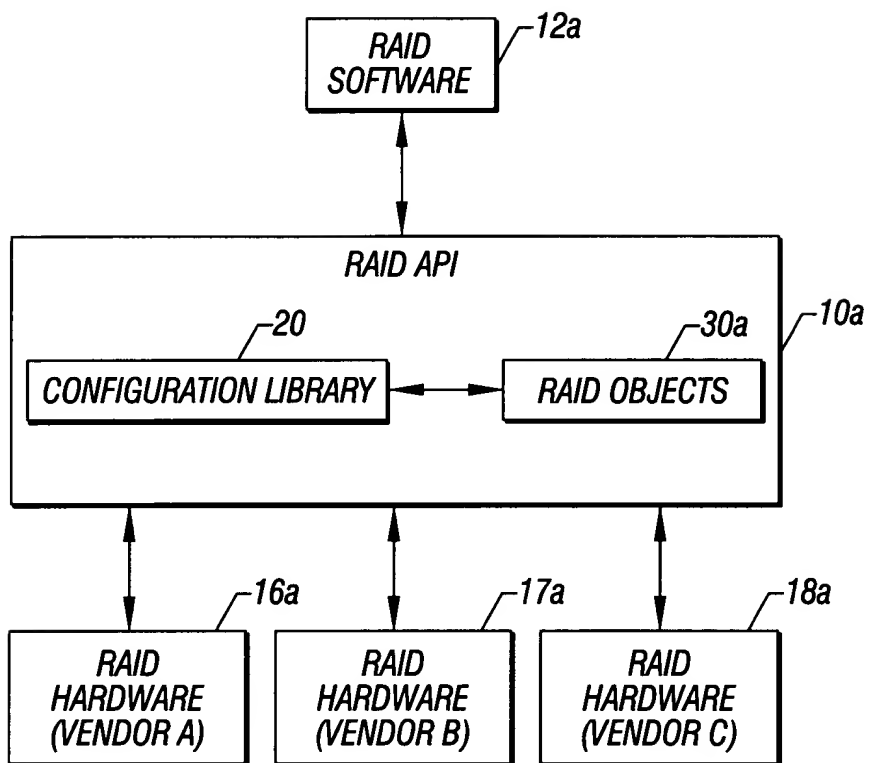 RAID
SOFTWARE
12a
RAID API
10a
20
30a
CONFIGURATION LIBRARY
RAID OBJECTS
16a
17a
18a
RAID
HARDWARE
(VENDOR A)
RAID
HARDWARE
(VENDOR B)
RAID
HARDWARE
(VENDOR C)